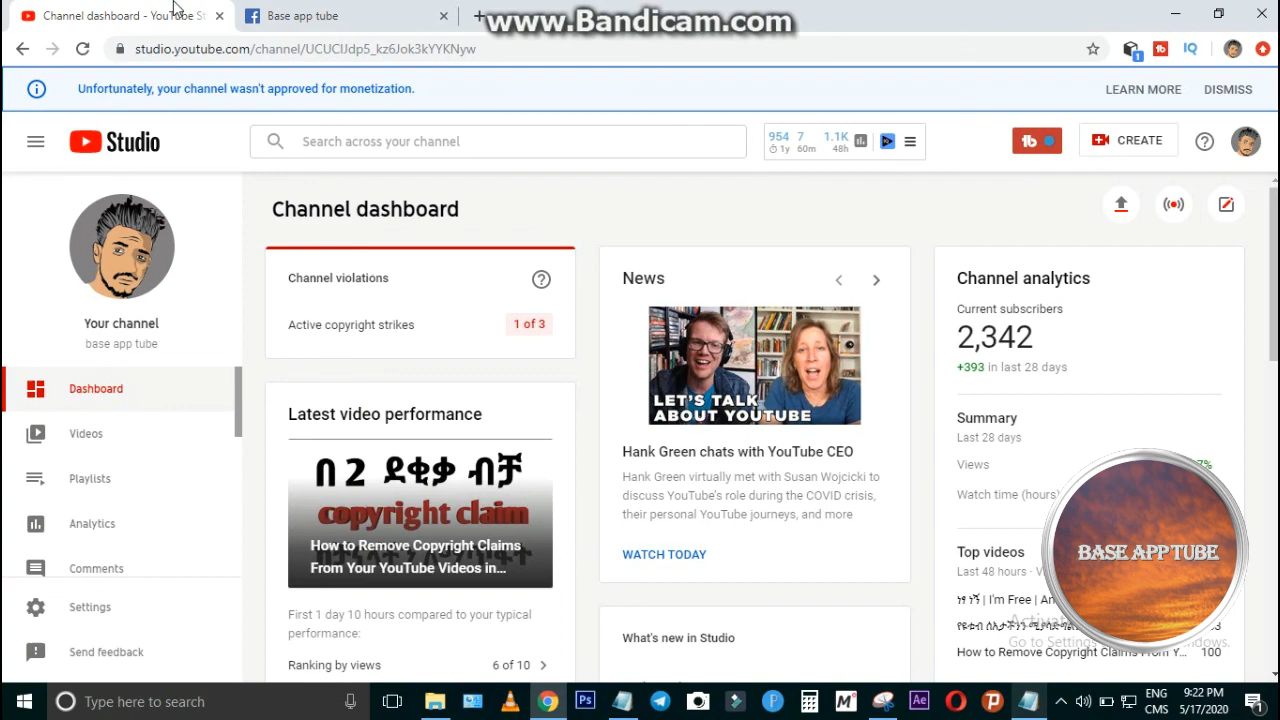 Channel dashboard - YouTube St
Base app tube
www.Bandicam.com
studio.youtube.com/channel/UCUClJdp5_kz6Jok3kYYKNyw
1
Unfortunately, your channel wasn't approved for monetization.
LEARN MORE
DISMISS
Studio
Search across your channel
954 7 1.1K
1y 60m 48h
CREATE
Channel dashboard
Your channel
base app tube
Dashboard
Videos
Playlists
Analytics
Comments
Settings
Send feedback
Channel violations
Active copyright strikes
1 of 3
Latest video performance
በ 2 ደቂቃ ብቻ
copyright claim
How to Remove Copyright Claims
From Your YouTube Videos in...
First 1 day 10 hours compared to your typical
performance:
Ranking by views
6 of 10
News
LET'S TALK
ABOUT YOUTUBE
Hank Green chats with YouTube CEO
Hank Green virtually met with Susan Wojcicki to
discuss YouTube's role during the COVID crisis,
their personal YouTube journeys, and more
WATCH TODAY
What's new in Studio
Channel analytics
Current subscribers
2,342
+393 in last 28 days
Summary
Last 28 days
Views
Watch time (hours)
Top videos
Last 48 hours
I'm Free
How to Remove Copyright Claims From Y...
100
BASE APP TUBE
Go to Settings
Type here to search
ENG
CMS
9:22 PM
5/17/2020
1